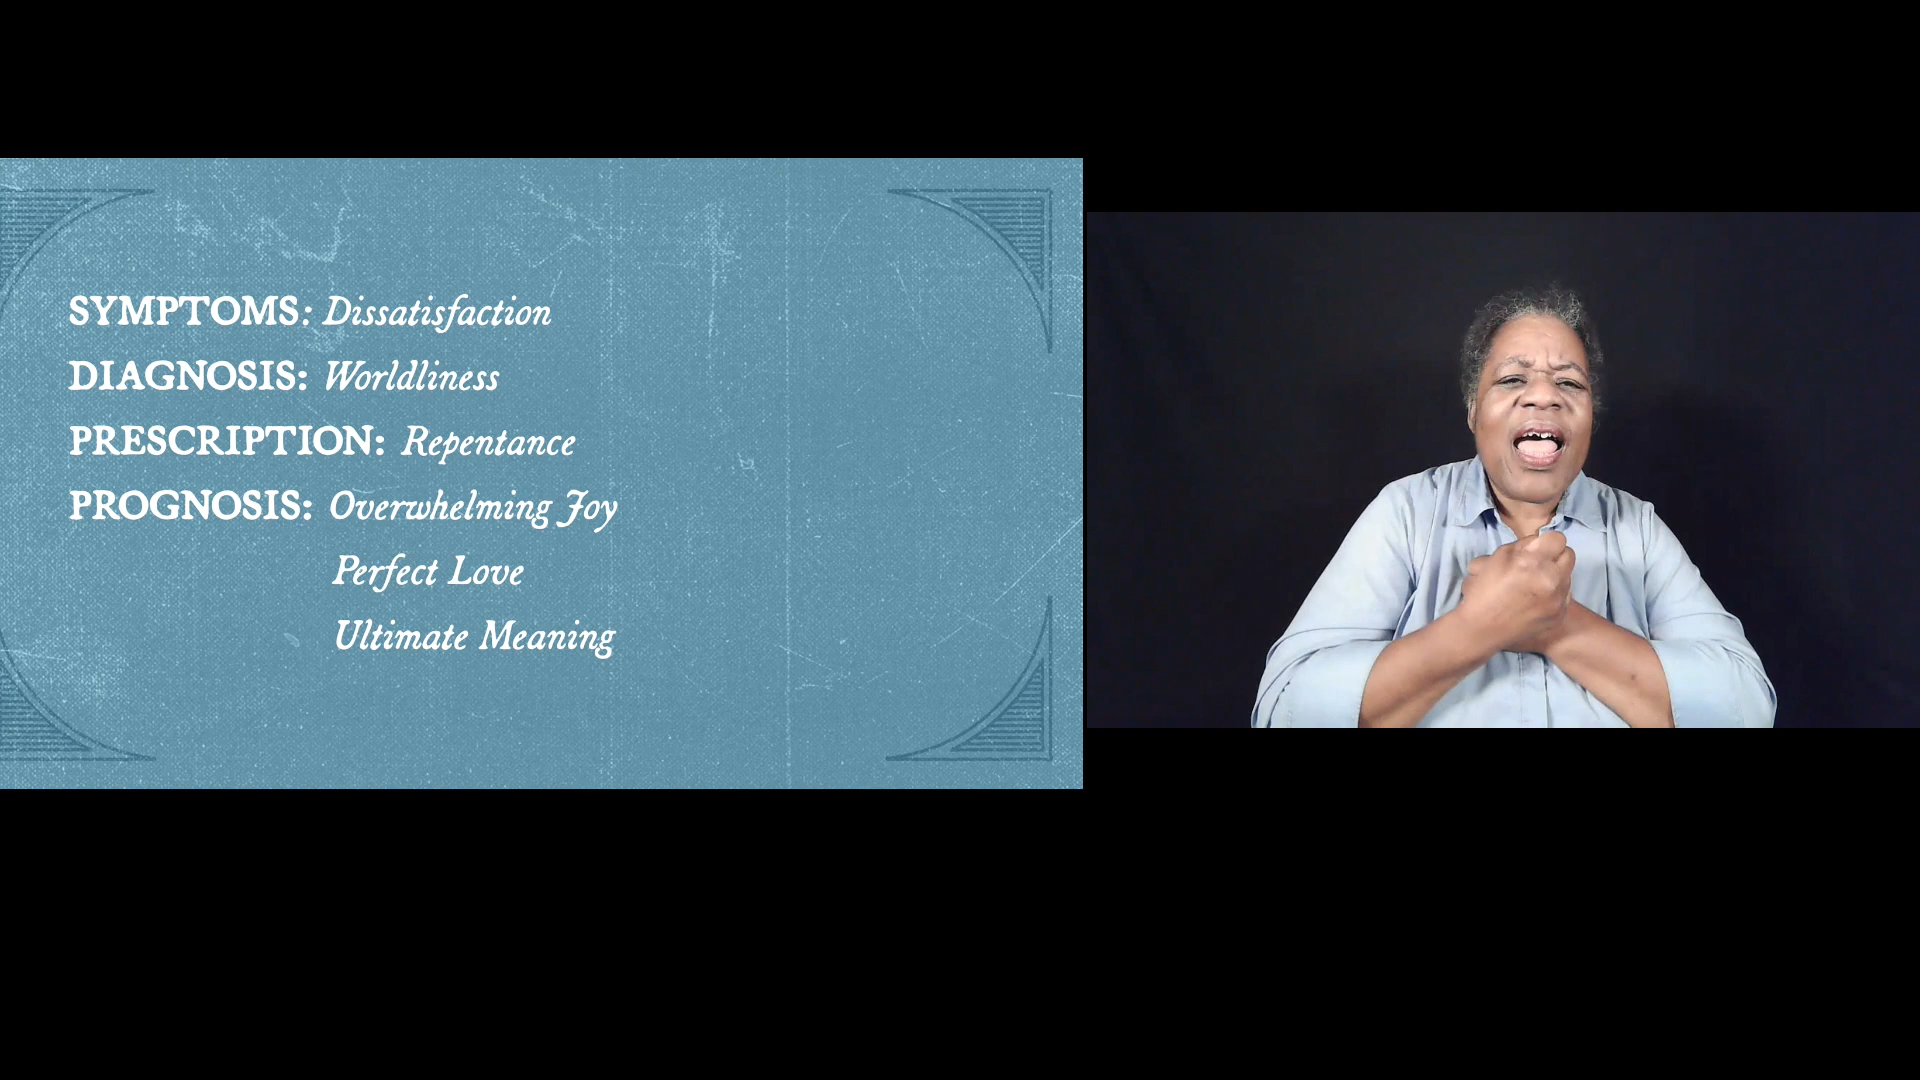 SYMPTOMS: Dissatisfaction
DIAGNOSIS: Worldliness
PRESCRIPTION: Repentance
PROGNOSIS: Overwhelming Joy
Perfect Love
Ultimate Meaning